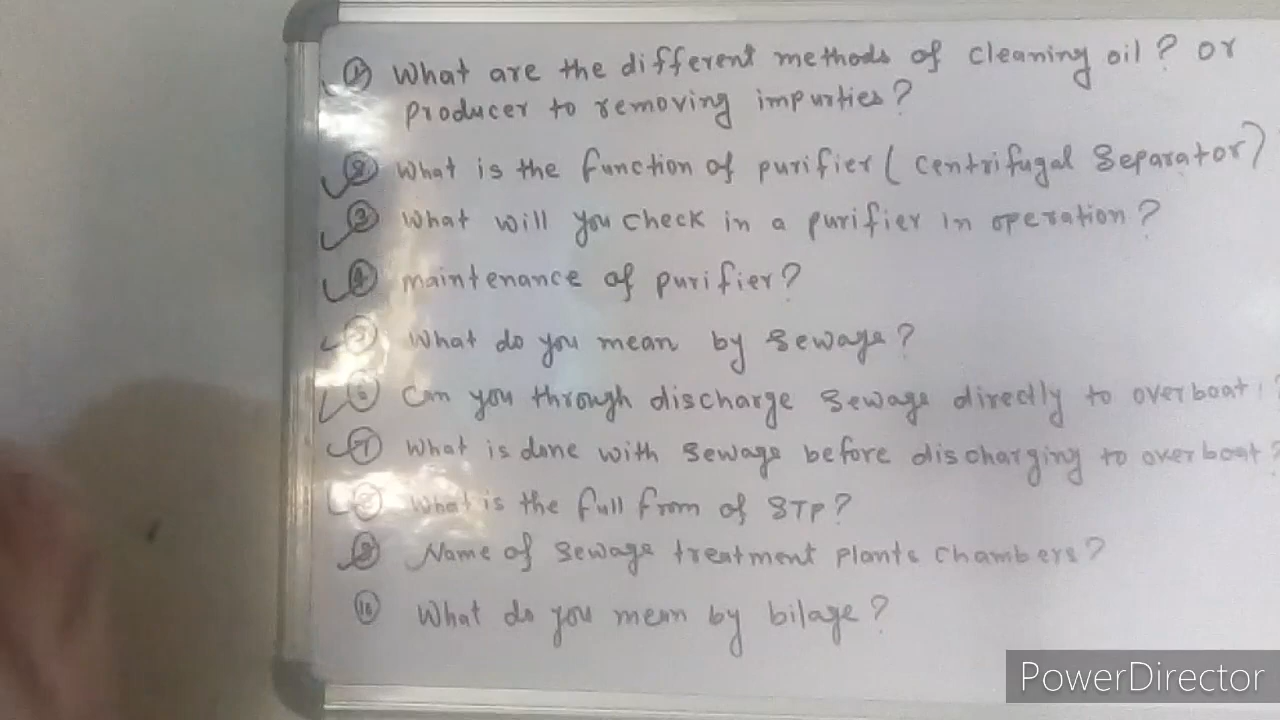 ① What are the different methods of cleaning oil? or
producer to removing impurties?
② What is the function of purifier (centrifugal separator)
③ What will you check in a purifier in operation?
④ maintenance of purifier?
⑤ What do you mean by sewage?
⑥ Can you through discharge sewage directly to overboat?
⑦ What is done with sewage before discharging to overboat?
⑧ What is the full from of STP?
⑨ Name of sewage treatment plants chambers?
⑩ What do you mean by bilage?
PowerDirector